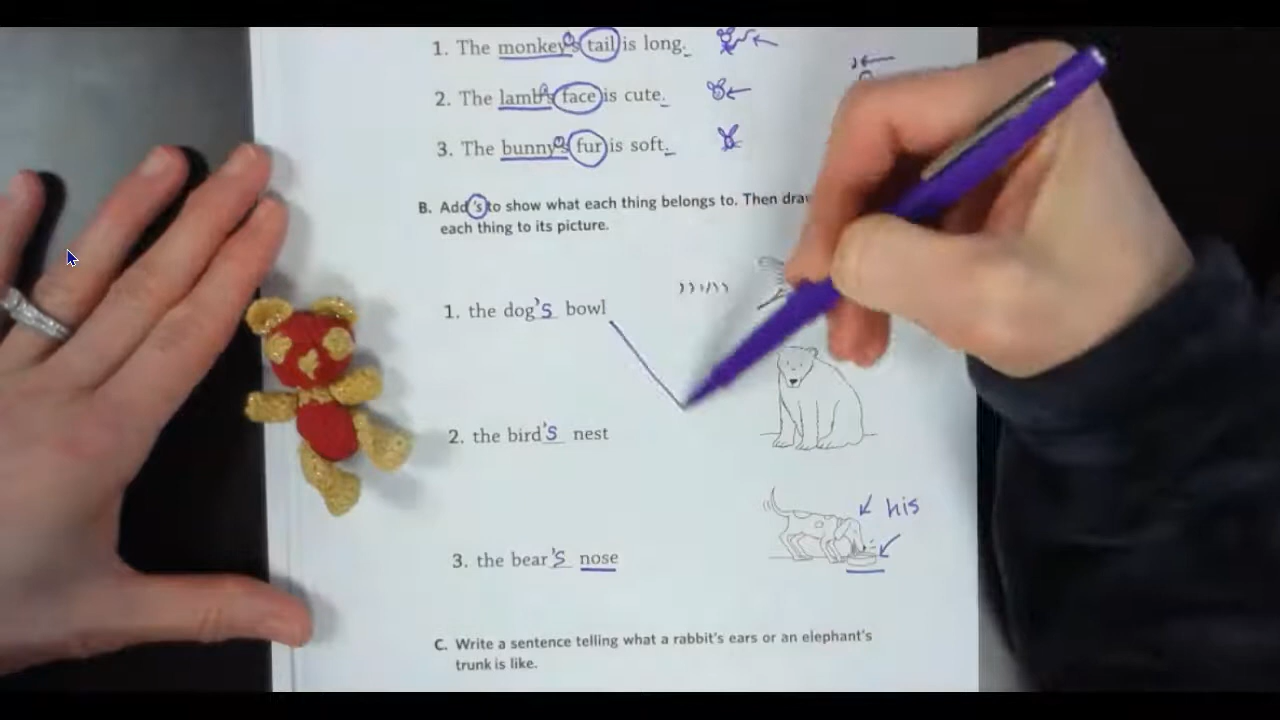 1. The monkey's tail is long.
2. The lamb's face is cute.
3. The bunny's fur is soft.
B. Add 's to show what each thing belongs to. Then
each thing to its picture.
1. the dog's bowl
2. the bird's nest
his
3. the bear's nose
C. Write a sentence telling what a rabbit's ears or an elephant's
trunk is like.